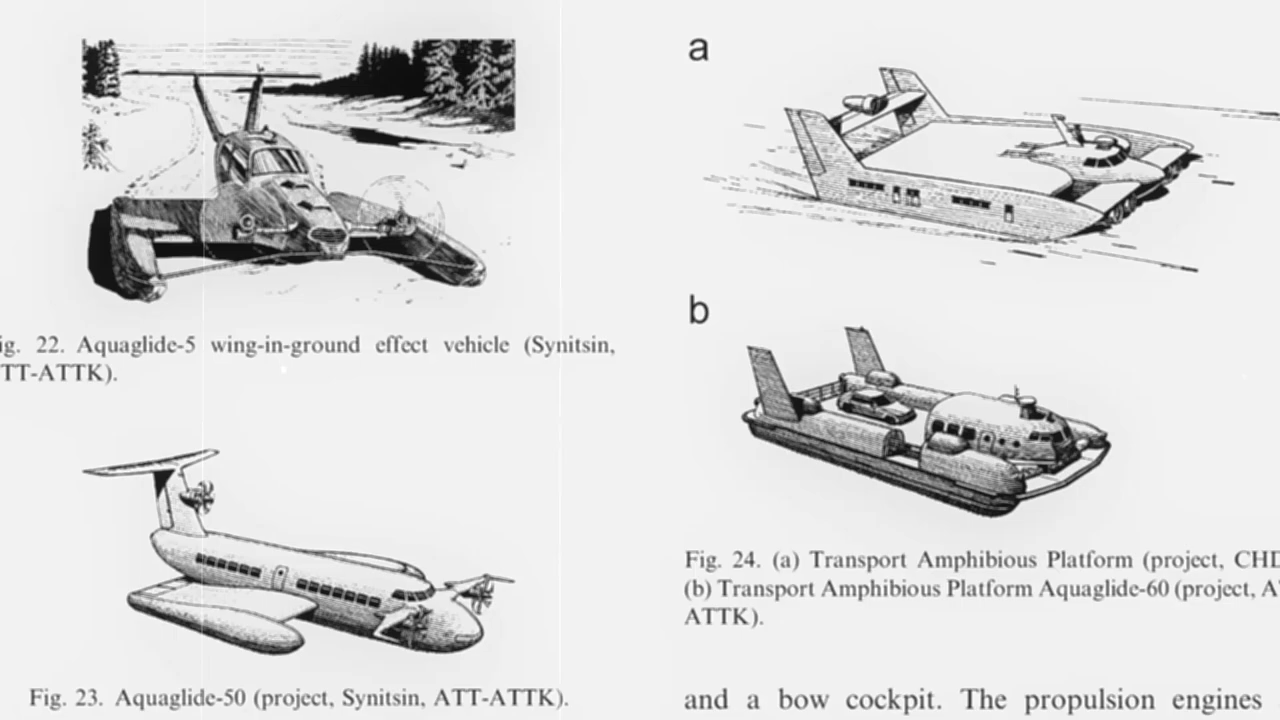 ig. 22. Aquaglide-5 wing-in-ground effect vehicle (Synitsin,
TT-ATTK).
Fig. 23. Aquaglide-50 (project, Synitsin, ATT-ATTK).
a
b
Fig. 24. (a) Transport Amphibious Platform (project, CHD
(b) Transport Amphibious Platform Aquaglide-60 (project, A
ATTK).
and a bow cockpit. The propulsion engines